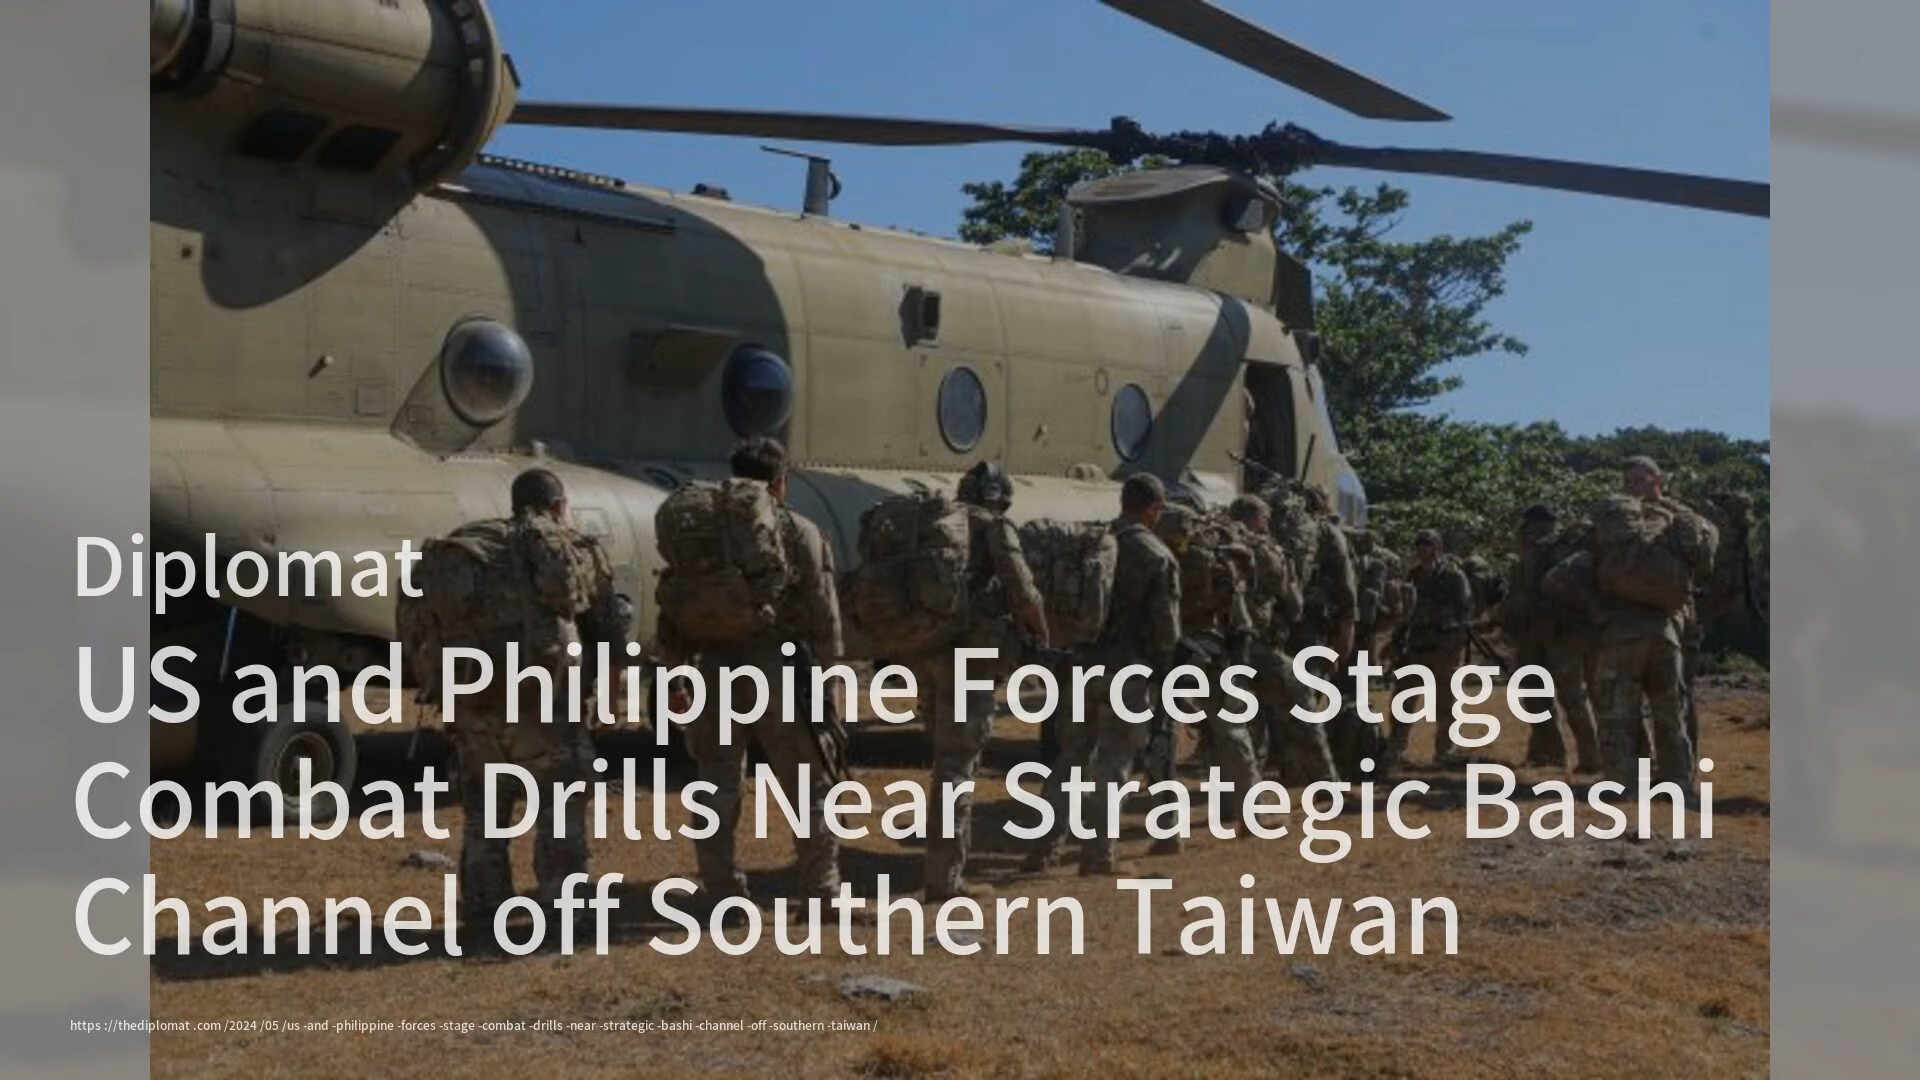 Diplomat
US and Philippine Forces Stage
Combat Drills Near Strategic Bashi
Channel off Southern Taiwan
https ://thediplomat .com /2024 /05 /us -and -philippine -forces -stage -combat -drills -near -strategic -bashi -channel -off -southern -taiwan /